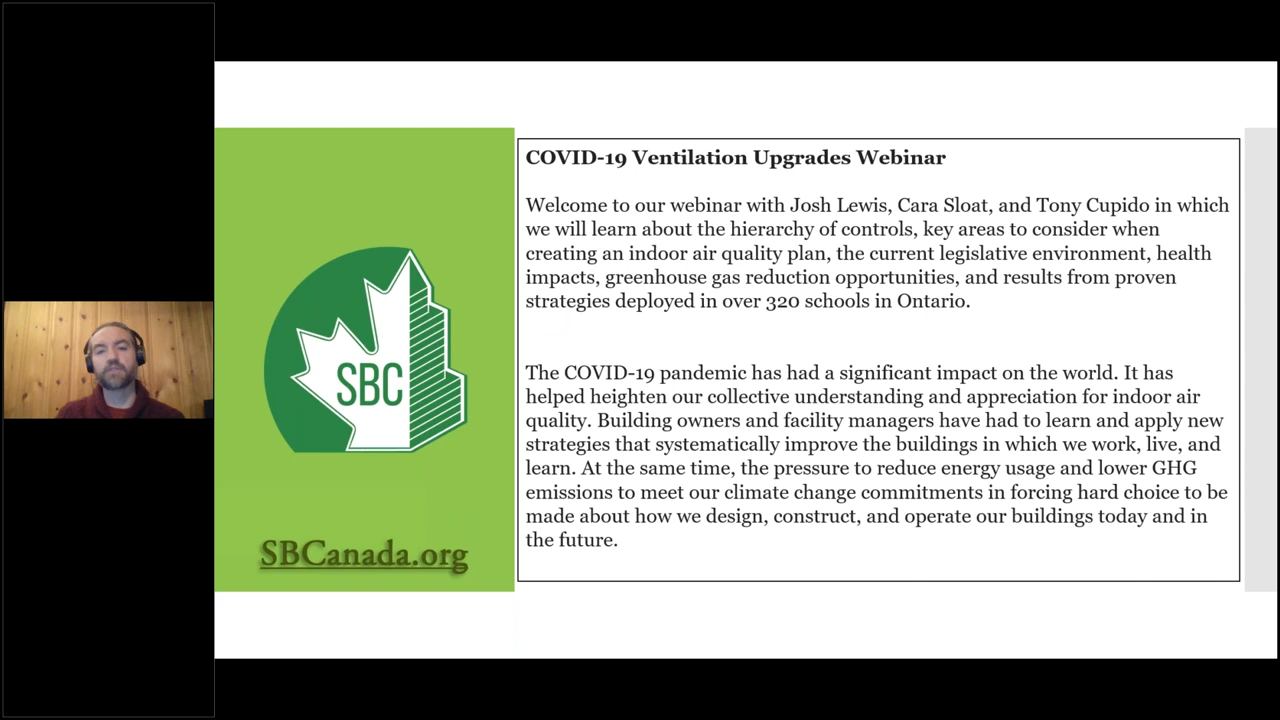 COVID-19 Ventilation Upgrades Webinar
Welcome to our webinar with Josh Lewis, Cara Sloat, and Tony Cupido in which
we will learn about the hierarchy of controls, key areas to consider when
creating an indoor air quality plan, the current legislative environment, health
impacts, greenhouse gas reduction opportunities, and results from proven
strategies deployed in over 320 schools in Ontario.
The COVID-19 pandemic has had a significant impact on the world. It has
helped heighten our collective understanding and appreciation for indoor air
quality. Building owners and facility managers have had to learn and apply new
strategies that systematically improve the buildings in which we work, live, and
learn. At the same time, the pressure to reduce energy usage and lower GHG
emissions to meet our climate change commitments in forcing hard choice to be
made about how we design, construct, and operate our buildings today and in
the future.
SBC
SBCanada.org